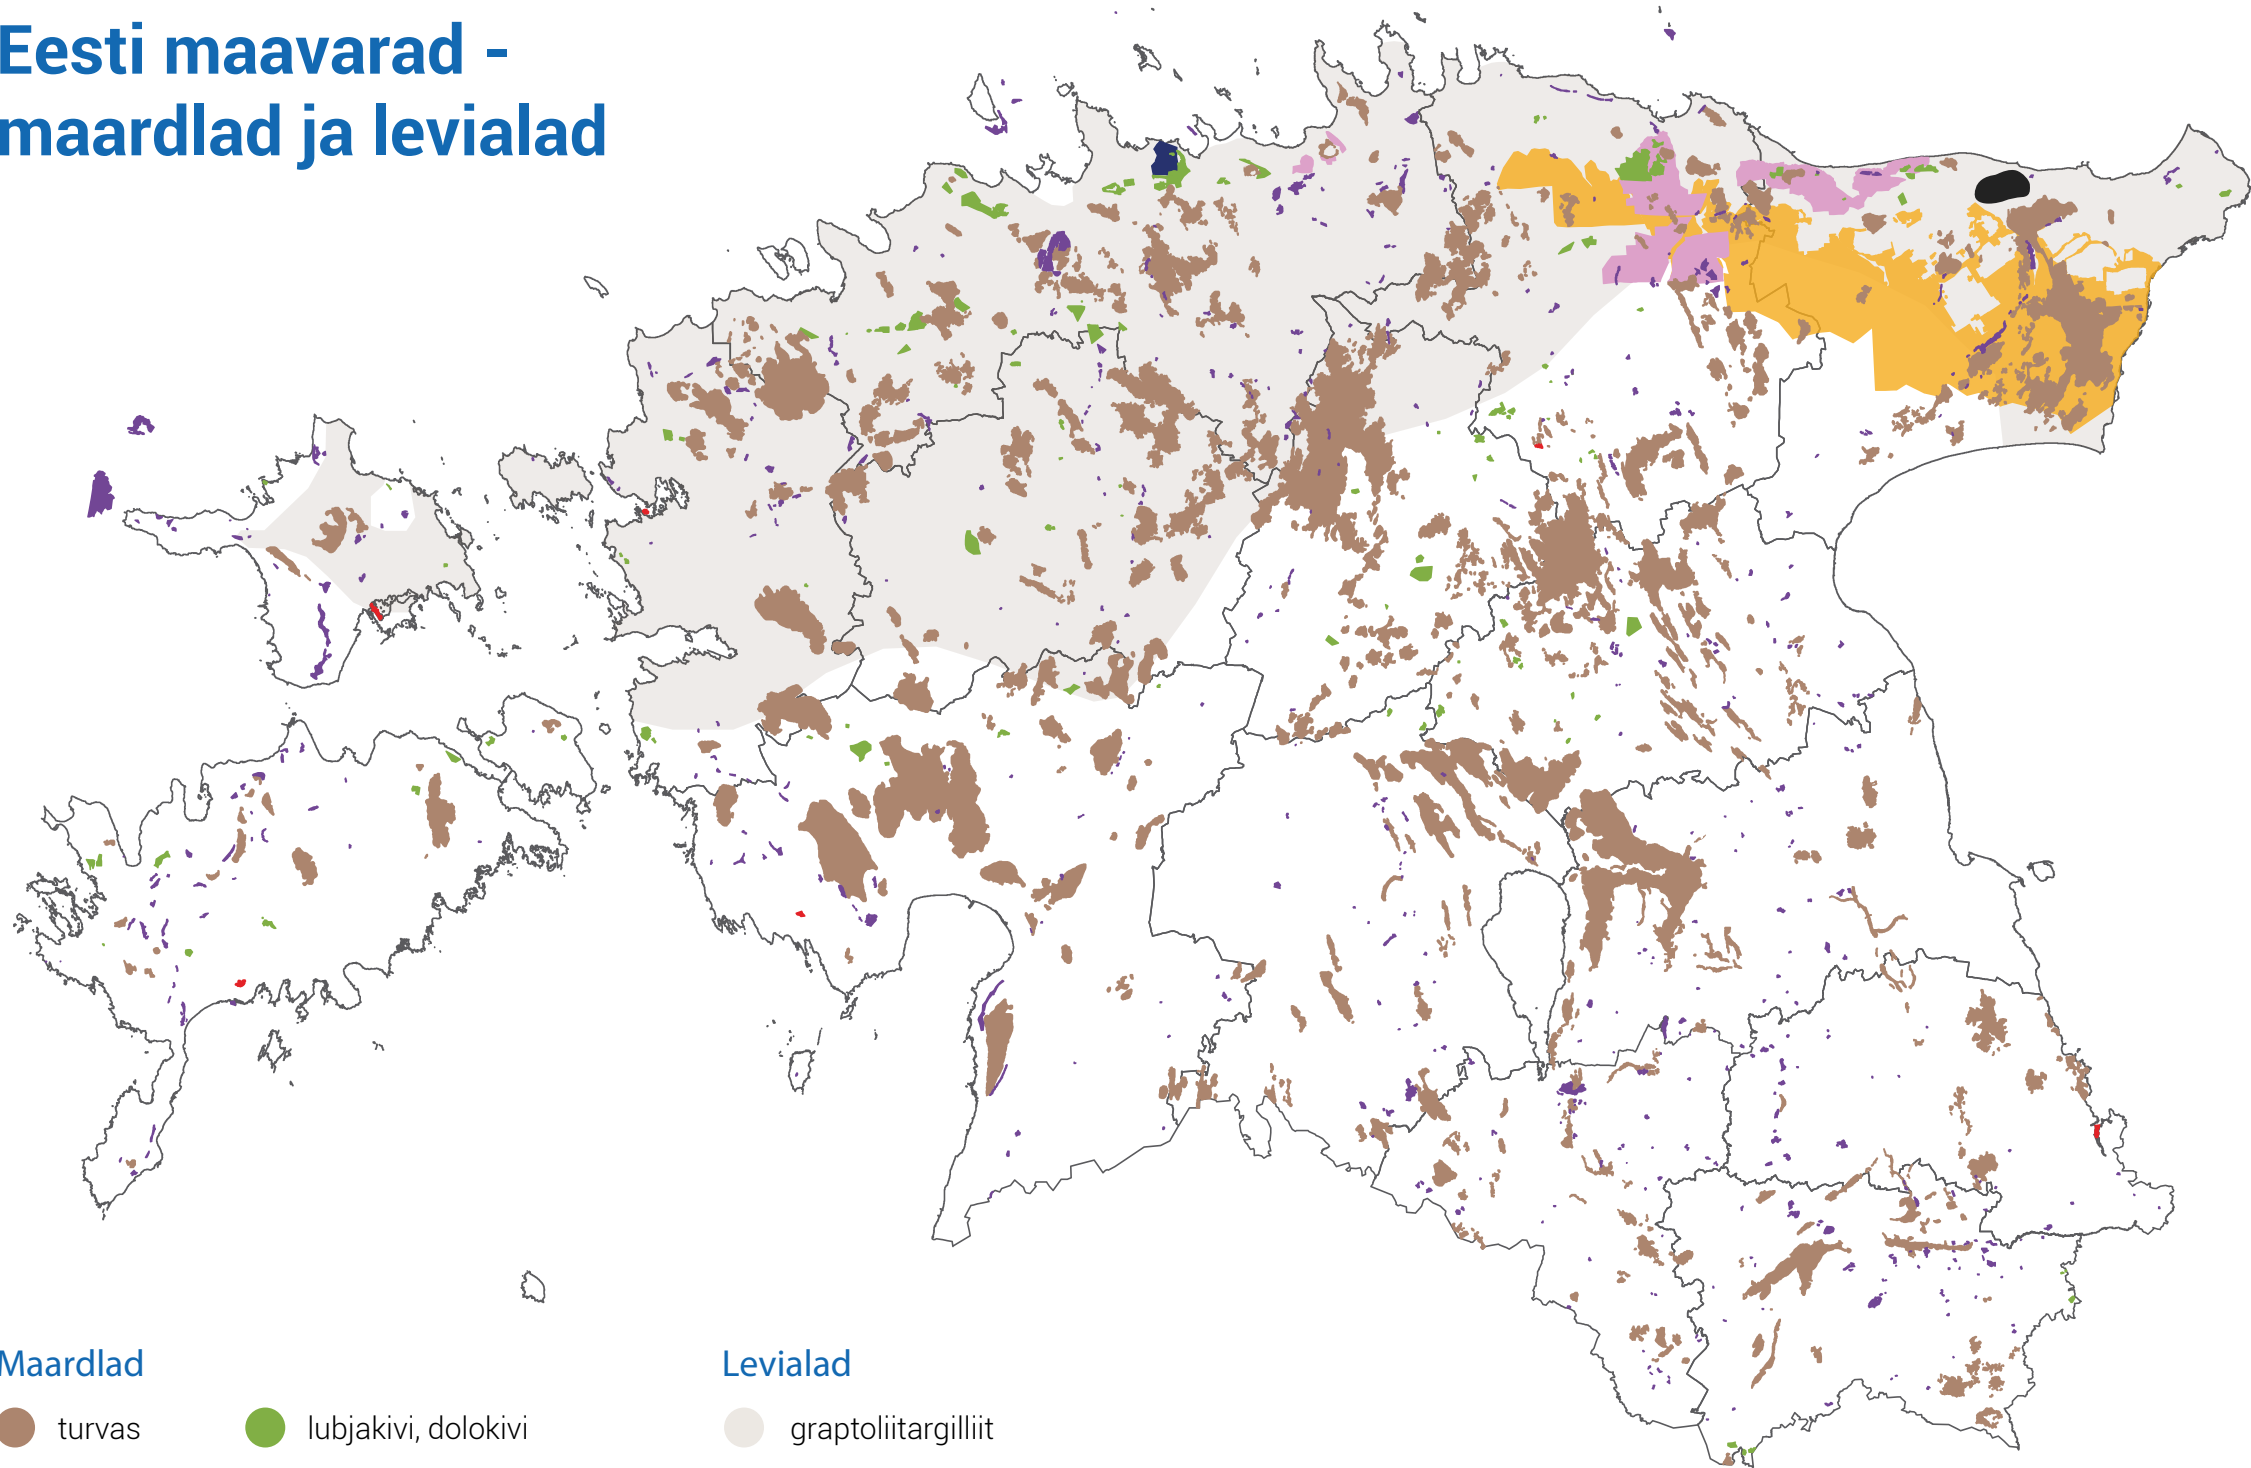 Eesti maavarad -
maardlad ja levialad
Maardlad
turvas
lubjakivi, dolokivi
Levialad
graptoliitargilliit